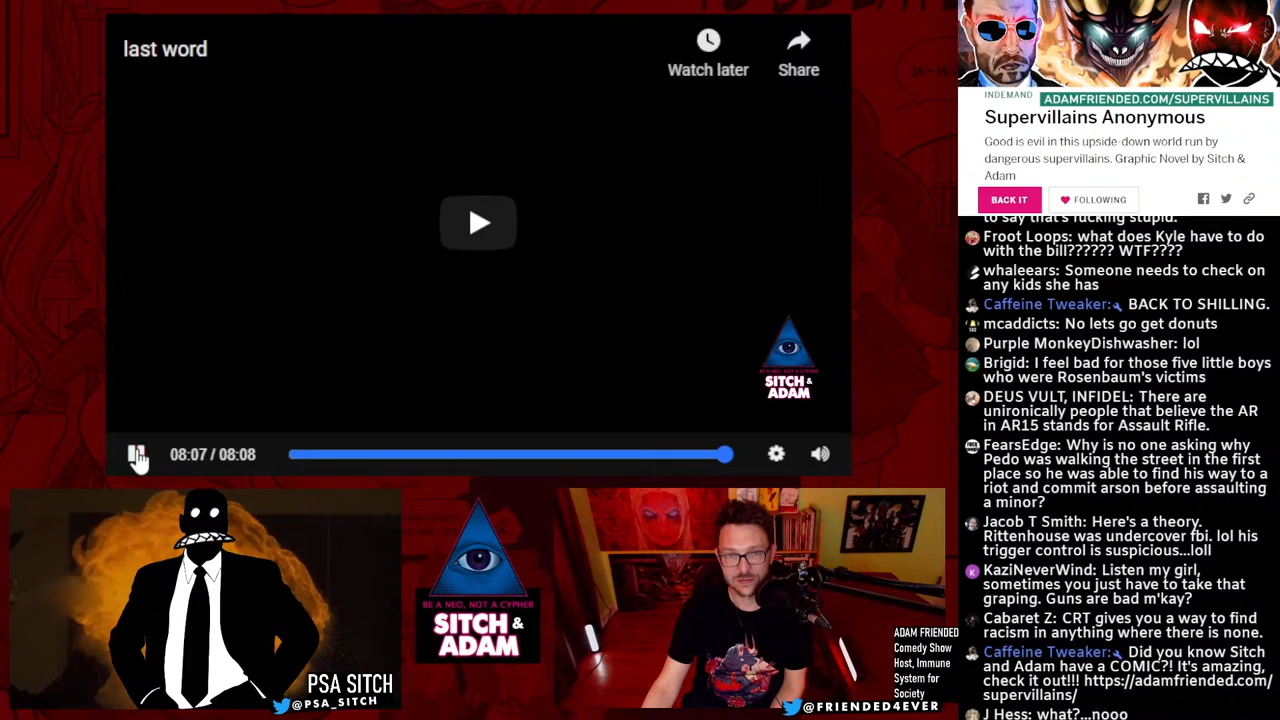 last word
Watch later
Share
BE A NEO, NOT A CYPHER
SITCH &
ADAM
08:07 / 08:08
PSA SITCH
@PSA_SITCH
BE A NEO, NOT A CYPHER
SITCH &
ADAM
ADAM FRIENDED
Comedy Show
Host, Immune
System for
Society
@FRIENDED4EVER
INDEMAND
ADAMFRIENDED.COM/SUPERVILLAINS
Supervillains Anonymous
Good is evil in this upside-down world run by
dangerous supervillains. Graphic Novel by Sitch &
Adam
BACK IT
FOLLOWING
to say that's fucking stupid.
Froot Loops: what does Kyle have to do
with the bill?????? WTF????
whaleears: Someone needs to check on
any kids she has
Caffeine Tweaker: BACK TO SHILLING.
mcaddicts: No lets go get donuts
Purple MonkeyDishwasher: lol
Brigid: I feel bad for those five little boys
who were Rosenbaum's victims
DEUS VULT, INFIDEL: There are
unironically people that believe the AR
in AR15 stands for Assault Rifle.
FearsEdge: Why is no one asking why
Pedo was walking the street in the first
place so he was able to find his way to a
riot and commit arson before assaulting
a minor?
Jacob T Smith: Here's a theory.
Rittenhouse was undercover fbi. lol his
trigger control is suspicious...loll
KaziNeverWind: Listen my girl,
sometimes you just have to take that
graping. Guns are bad m'kay?
Cabaret Z: CRT gives you a way to find
racism in anything where there is none.
Caffeine Tweaker: Did you know Sitch
and Adam have a COMIC?! It's amazing,
check it out!!! https://adamfriended.com/
supervillains/
J Hess: what?...nooo